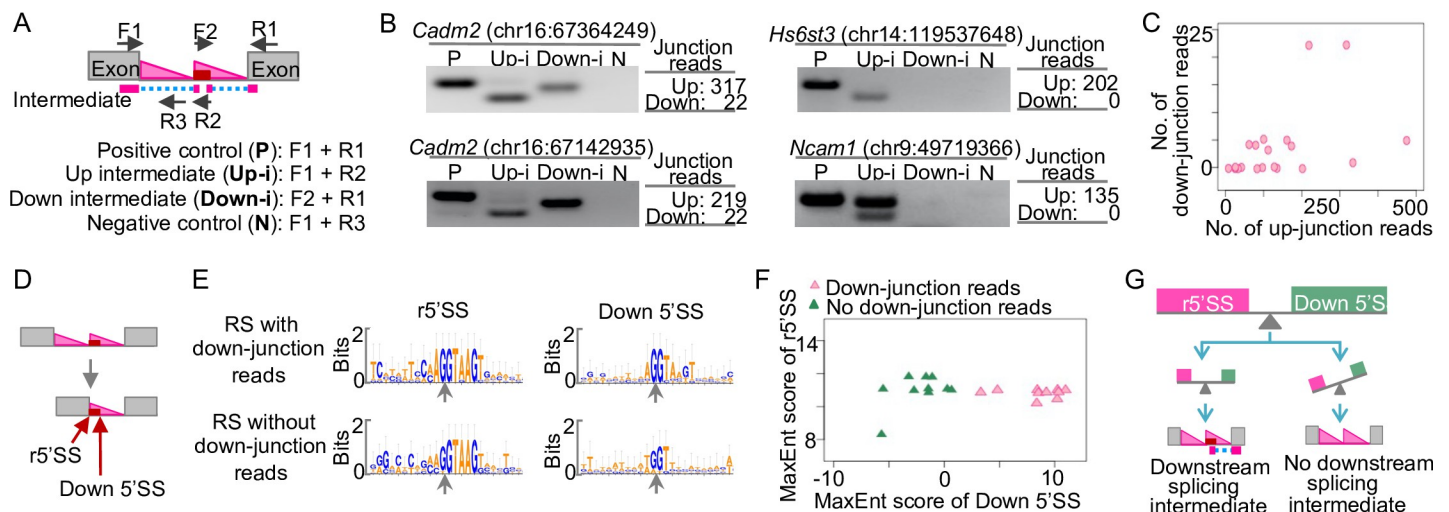 A
F1 F2 R1
Exon Exon
Intermediate
R3 R2
Positive control (P): F1 + R1
Up intermediate (Up-i): F1 + R2
Down intermediate (Down-i): F2 + R1
Negative control (N): F1 + R3
B
Cadm2 (chr16:67364249)
P Up-i Down-i N
Junction reads
Up: 317
Down: 22
Hs6st3 (chr14:119537648)
P Up-i Down-i N
Junction reads
Up: 202
Down: 0
Cadm2 (chr16:67142935)
P Up-i Down-i N
Junction reads
Up: 219
Down: 22
Ncam1 (chr9:49719366)
P Up-i Down-i N
Junction reads
Up: 135
Down: 0
C
No. of
down-junction reads
25
0
0 250 500
No. of up-junction reads
D
r5'SS
Down 5'SS
E
r5'SS Down 5'SS
RS with
down-junction
reads
Bits
2
0
Bits
2
0
RS without
down-junction
reads
Bits
2
0
Bits
2
0
F
Down-junction reads
No down-junction reads
MaxEnt score of r5'SS
14
8
-10 0 10
MaxEnt score of Down 5'SS
G
r5'SS Down 5'S
Downstream
splicing
intermediate
No downstream
splicing
intermediate